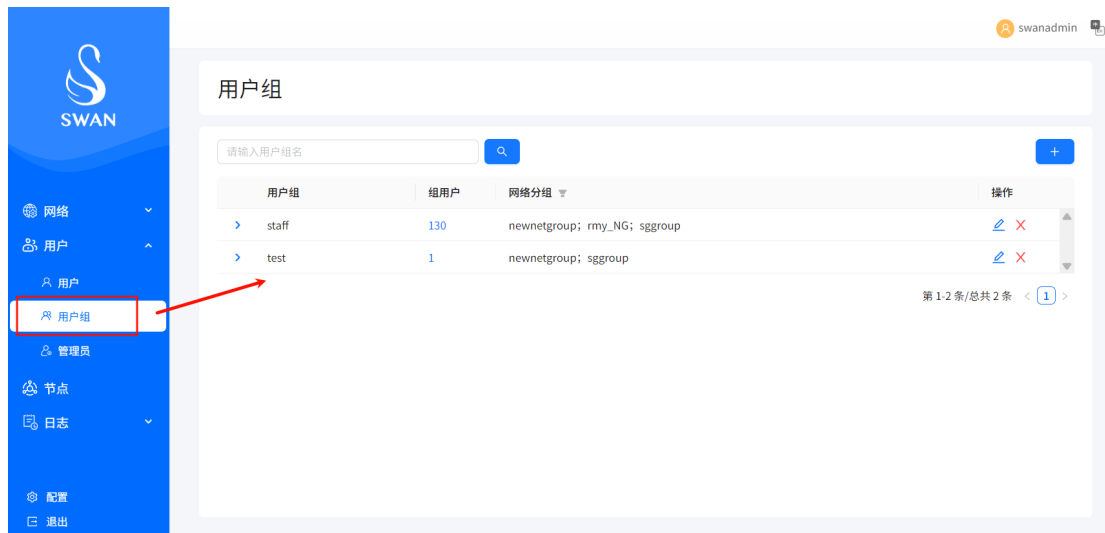 swanadmin
SWAN
用户组
请输入用户组名
网络
用户
用户
用户组
管理员
节点
日志
配置
退出
用户组 组用户 网络分组 操作
staff 130 newnetgroup；rmy_NG；sggroup
test 1 newnetgroup；sggroup
第 1-2 条/总共 2 条 < 1 >